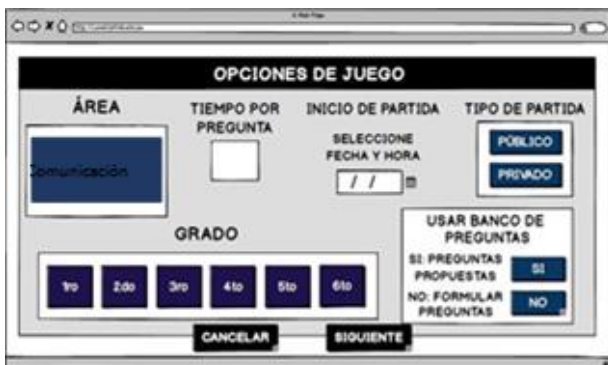 A Web Page
OPCIONES DE JUEGO
ÁREA
Comunicación
TIEMPO POR
PREGUNTA
INICIO DE PARTIDA
SELECCIONE
FECHA Y HORA
/ /
TIPO DE PARTIDA
PÚBLICO
PRIVADO
GRADO
1ro 2do 3ro 4to 5to 6to
USAR BANCO DE
PREGUNTAS
SI: PREGUNTAS
PROPUESTAS
SI
NO: FORMULAR
PREGUNTAS
NO
CANCELAR SIGUIENTE